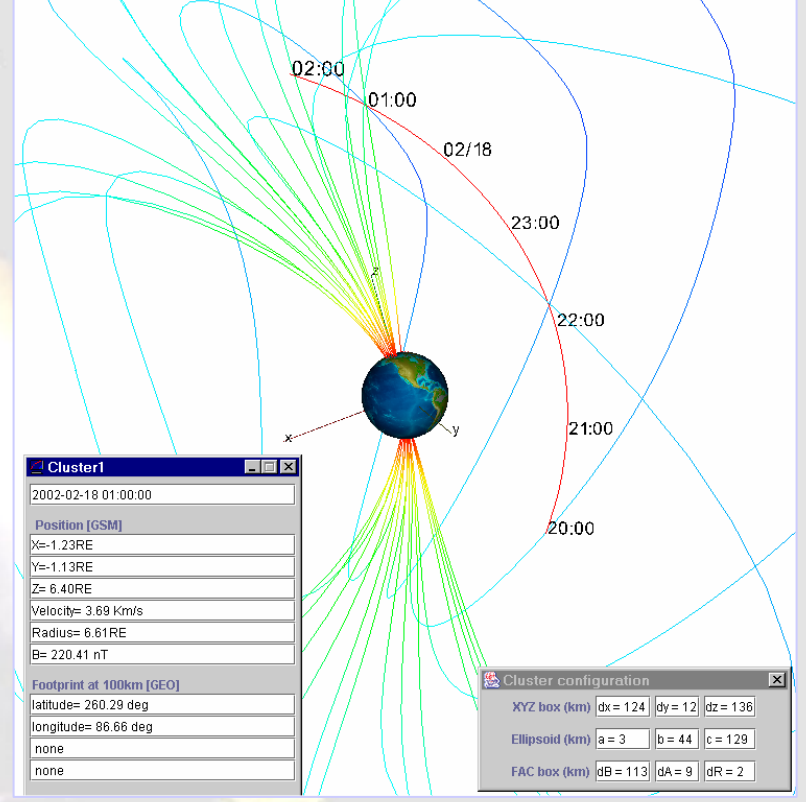 02:00
01:00
02/18
23:00
z
22:00
21:00
y
x
20:00
Cluster1
2002-02-18 01:00:00
Position [GSM]
X=-1.23RE
Y=-1.13RE
Z= 6.40RE
Velocity= 3.69 Km/s
Radius= 6.61RE
B= 220.41 nT
Footprint at 100km [GEO]
latitude= 260.29 deg
longitude= 86.66 deg
none
none
Cluster configuration
XYZ box (km) dx = 124 dy = 12 dz = 136
Ellipsoid (km) a = 3 b = 44 c = 129
FAC box (km) dB = 113 dA = 9 dR = 2